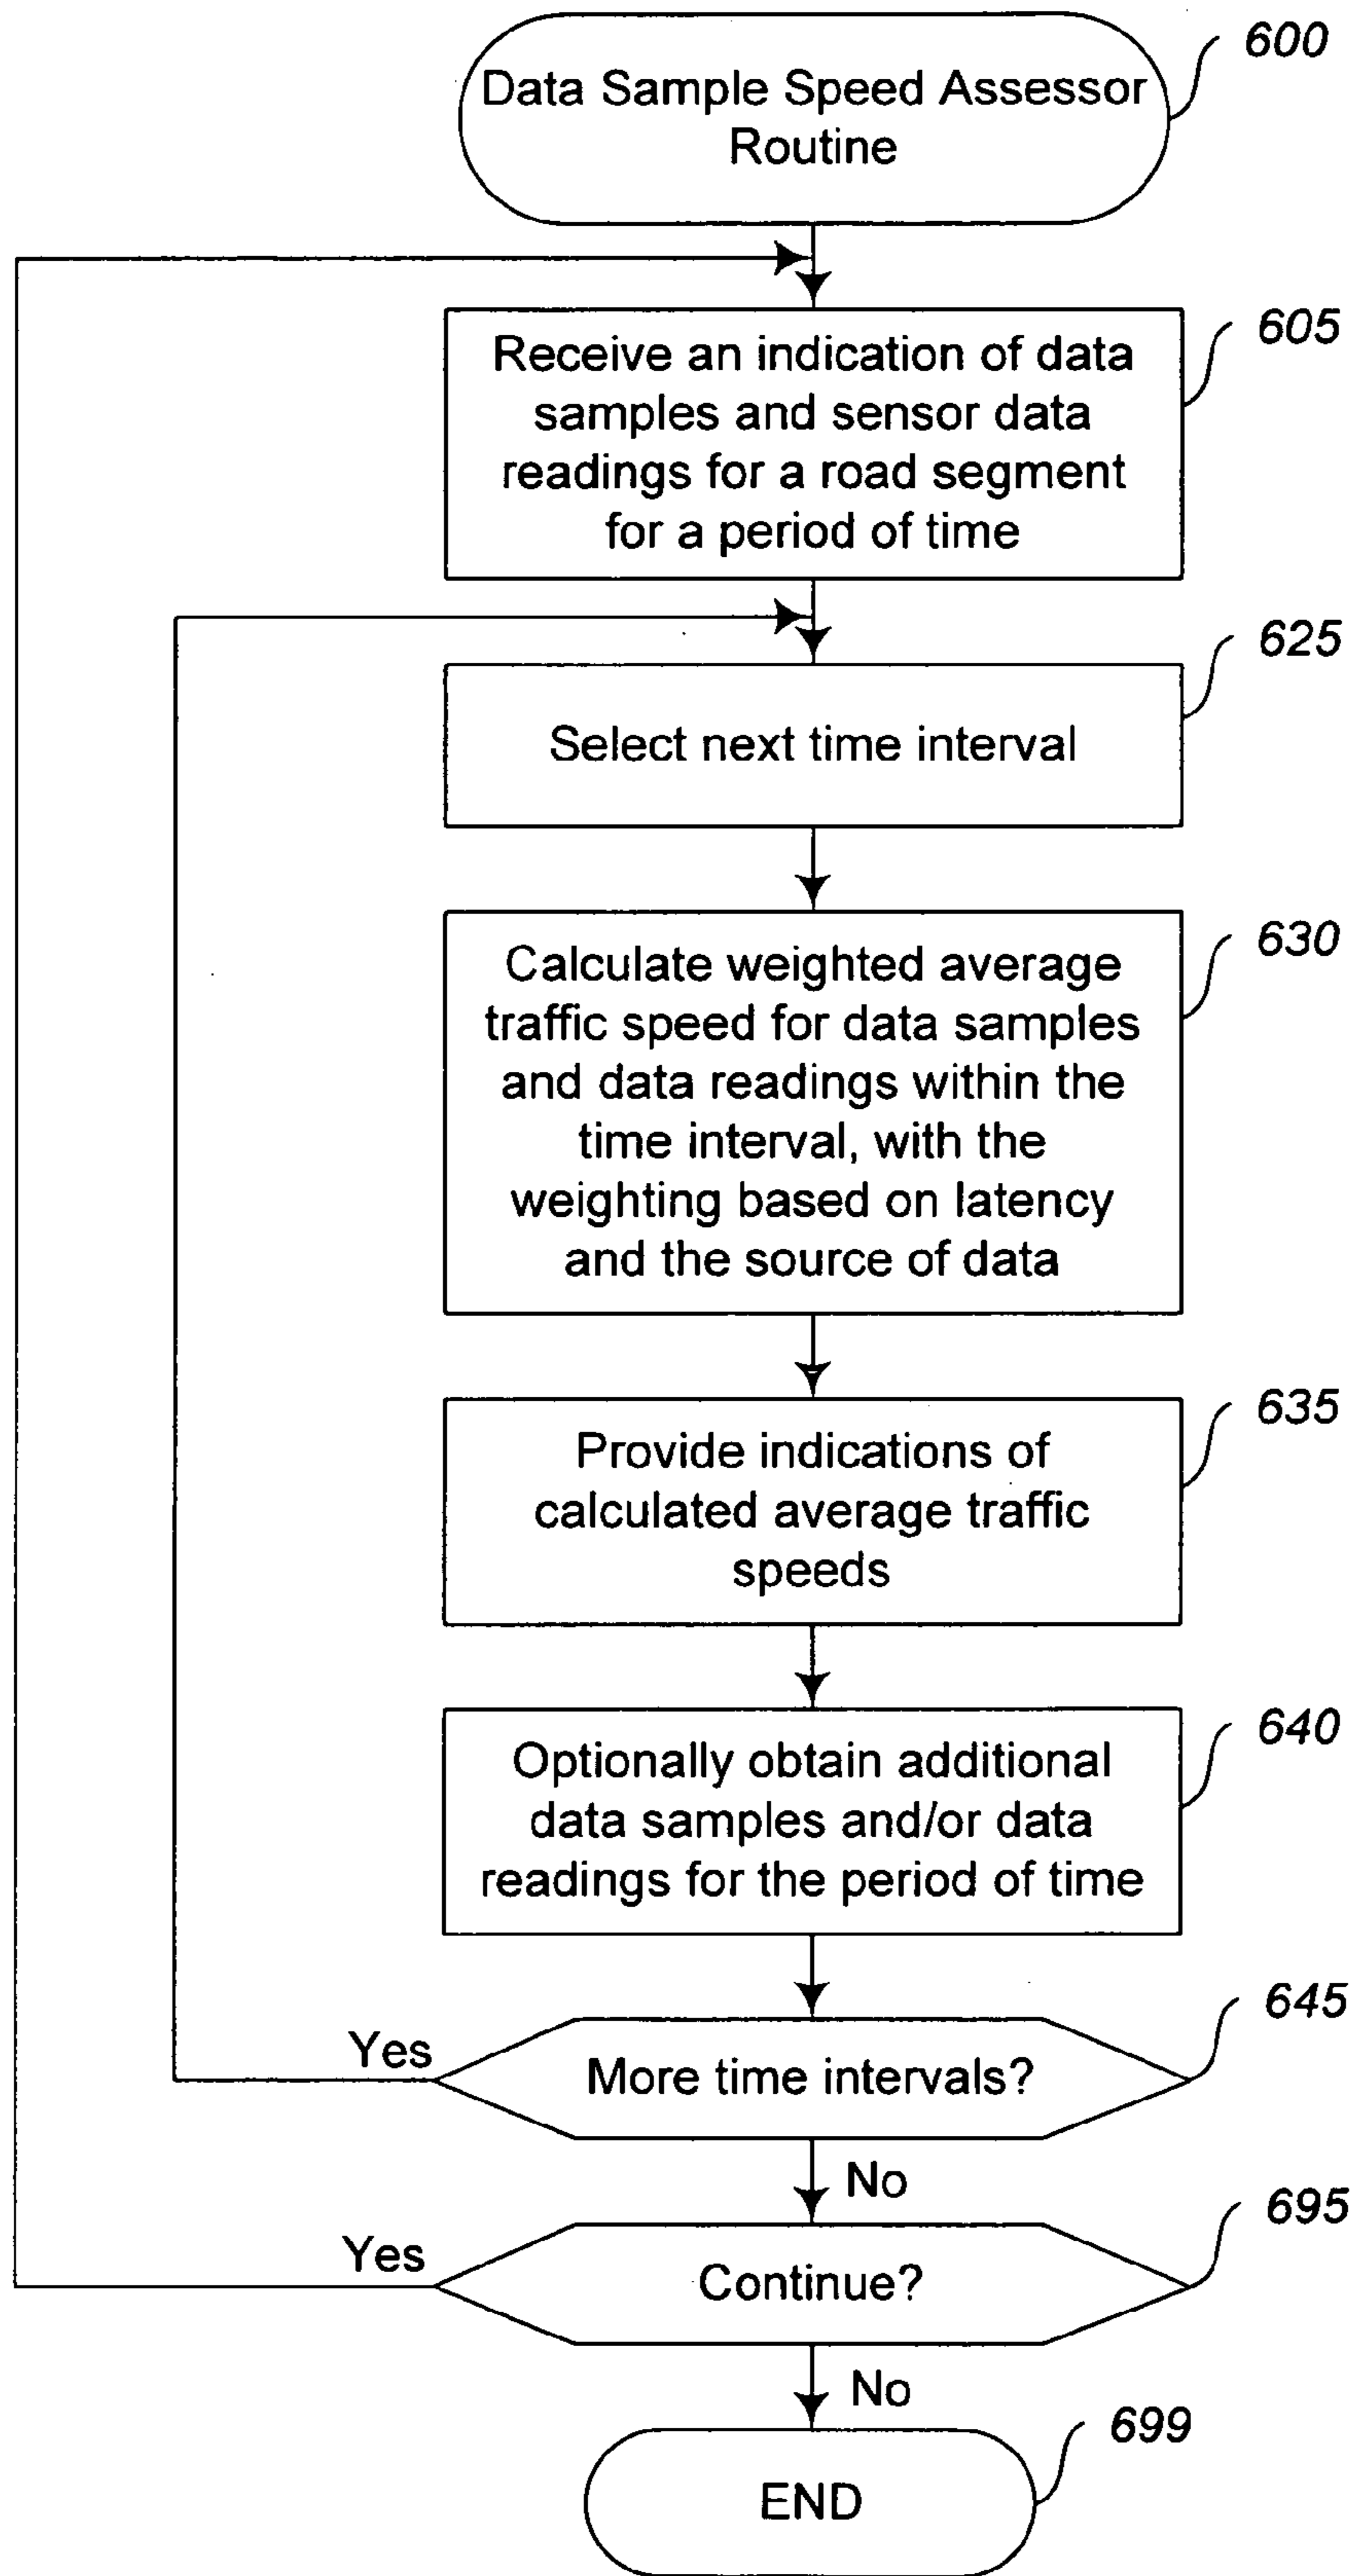 600
Data Sample Speed Assessor
Routine
605
Receive an indication of data
samples and sensor data
readings for a road segment
for a period of time
625
Select next time interval
630
Calculate weighted average
traffic speed for data samples
and data readings within the
time interval, with the
weighting based on latency
and the source of data
635
Provide indications of
calculated average traffic
speeds
640
Optionally obtain additional
data samples and/or data
readings for the period of time
645
Yes
More time intervals?
No
695
Yes
Continue?
No
699
END